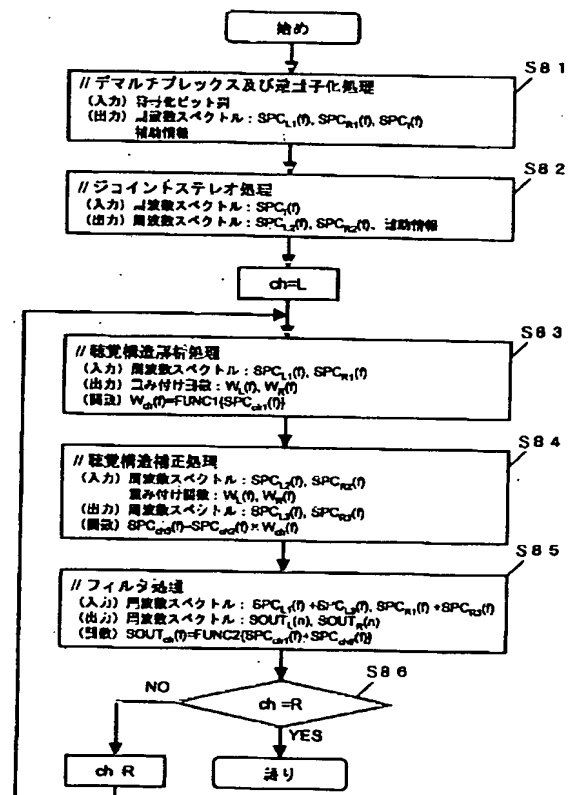 始め
S81
// デマルチプレックス及び逆量子化処理
(入力) 符号化ビット列
(出力) 周波数スペクトル：SPC_L1(f), SPC_R1(f), SPC_I(f)
補助情報
S82
// ジョイントステレオ処理
(入力) 周波数スペクトル：SPC_I(f)
(出力) 周波数スペクトル：SPC_L2(f), SPC_R2(f)、補助情報
ch=L
S83
// 聴覚構造解析処理
(入力) 周波数スペクトル：SPC_L1(f), SPC_R1(f)
(出力) 重み付け関数：W_L(f), W_R(f)
(関数) W_ch(f)=FUNC1{SPC_ch1(f)}
S84
// 聴覚構造補正処理
(入力) 周波数スペクトル：SPC_L2(f), SPC_R2(f)
重み付け関数：W_L(f), W_R(f)
(出力) 周波数スペクトル：SPC_L3(f), SPC_R3(f)
(関数) SPC_ch3(f)=SPC_ch2(f)×W_ch(f)
S85
// フィルタ処理
(入力) 周波数スペクトル：SPC_L1(f)+SPC_L3(f), SPC_R1(f)+SPC_R3(f)
(出力) 周波数スペクトル：SOUT_L(n), SOUT_R(n)
(関数) SOUT_ch(f)=FUNC2{SPC_ch1(f)+SPC_ch3(f)}
S86
ch=R
NO
YES
ch R